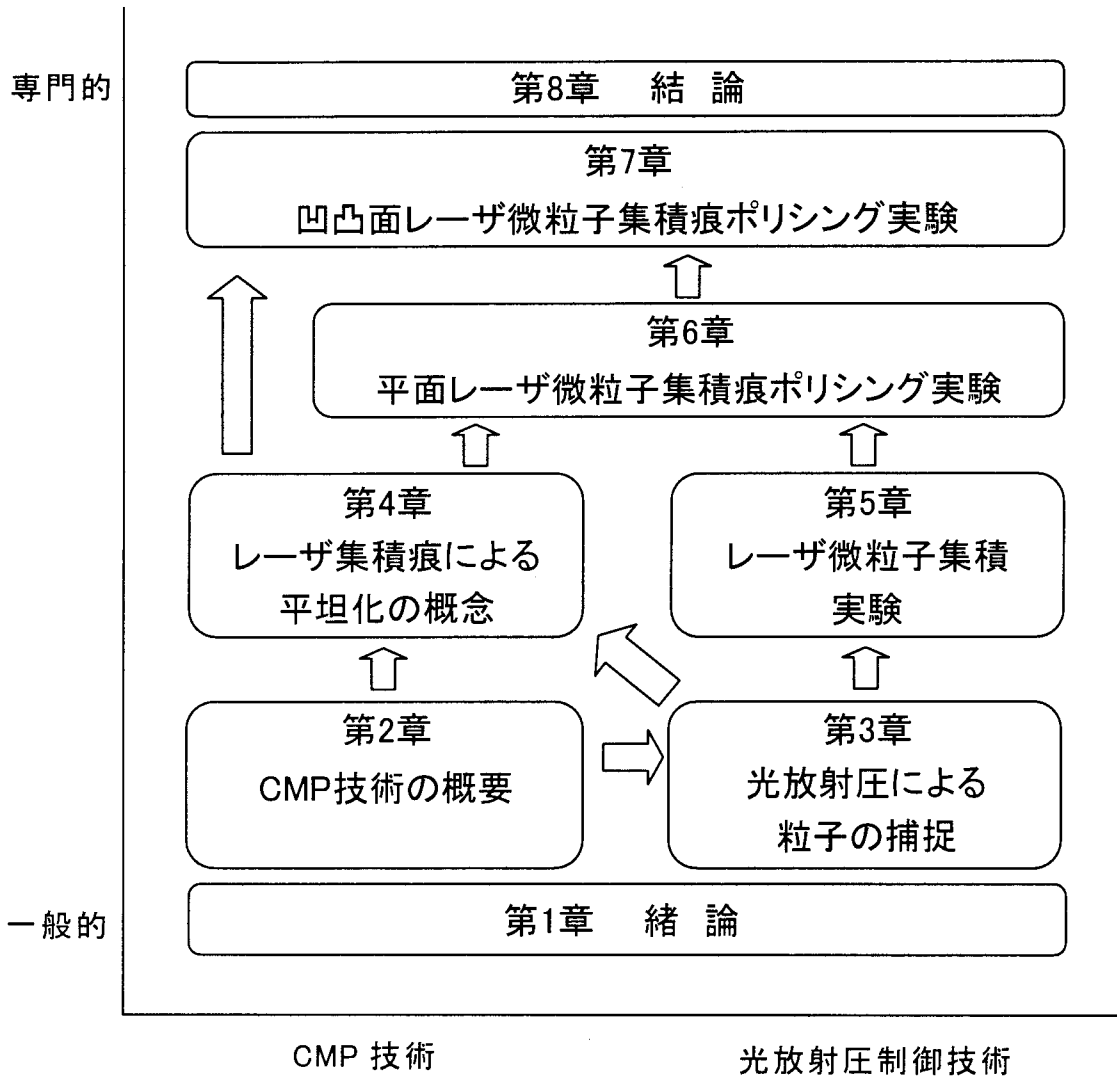 専門的
第8章 結 論
第7章
凹凸面レーザ微粒子集積痕ポリシング実験
第6章
平面レーザ微粒子集積痕ポリシング実験
第4章
レーザ集積痕による
平坦化の概念
第5章
レーザ微粒子集積
実験
第2章
CMP技術の概要
第3章
光放射圧による
粒子の捕捉
一般的
第1章 緒 論
CMP 技術
光放射圧制御技術